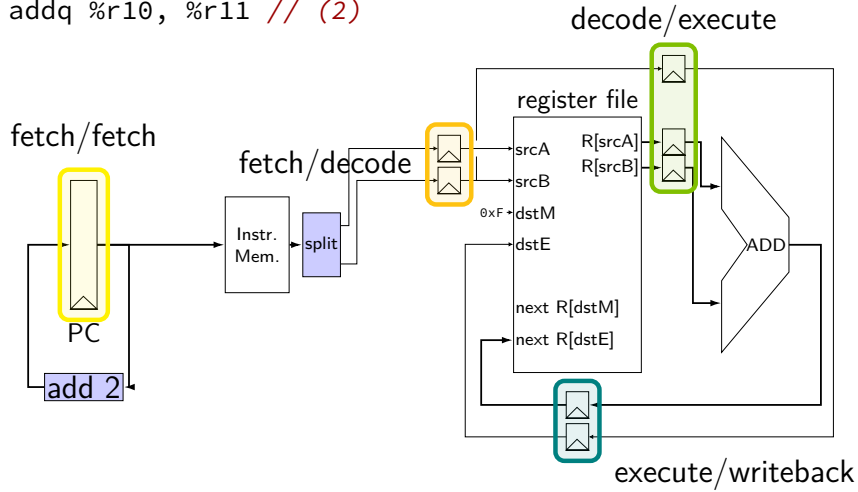 addq %r10, %r11 // (2)
decode/execute
register file
fetch/fetch
fetch/decode
R[srcA]
srcA
R[srcB]
srcB
0xF
dstM
Instr.
Mem.
split
dstE
ADD
next R[dstM]
PC
next R[dstE]
add 2
execute/writeback